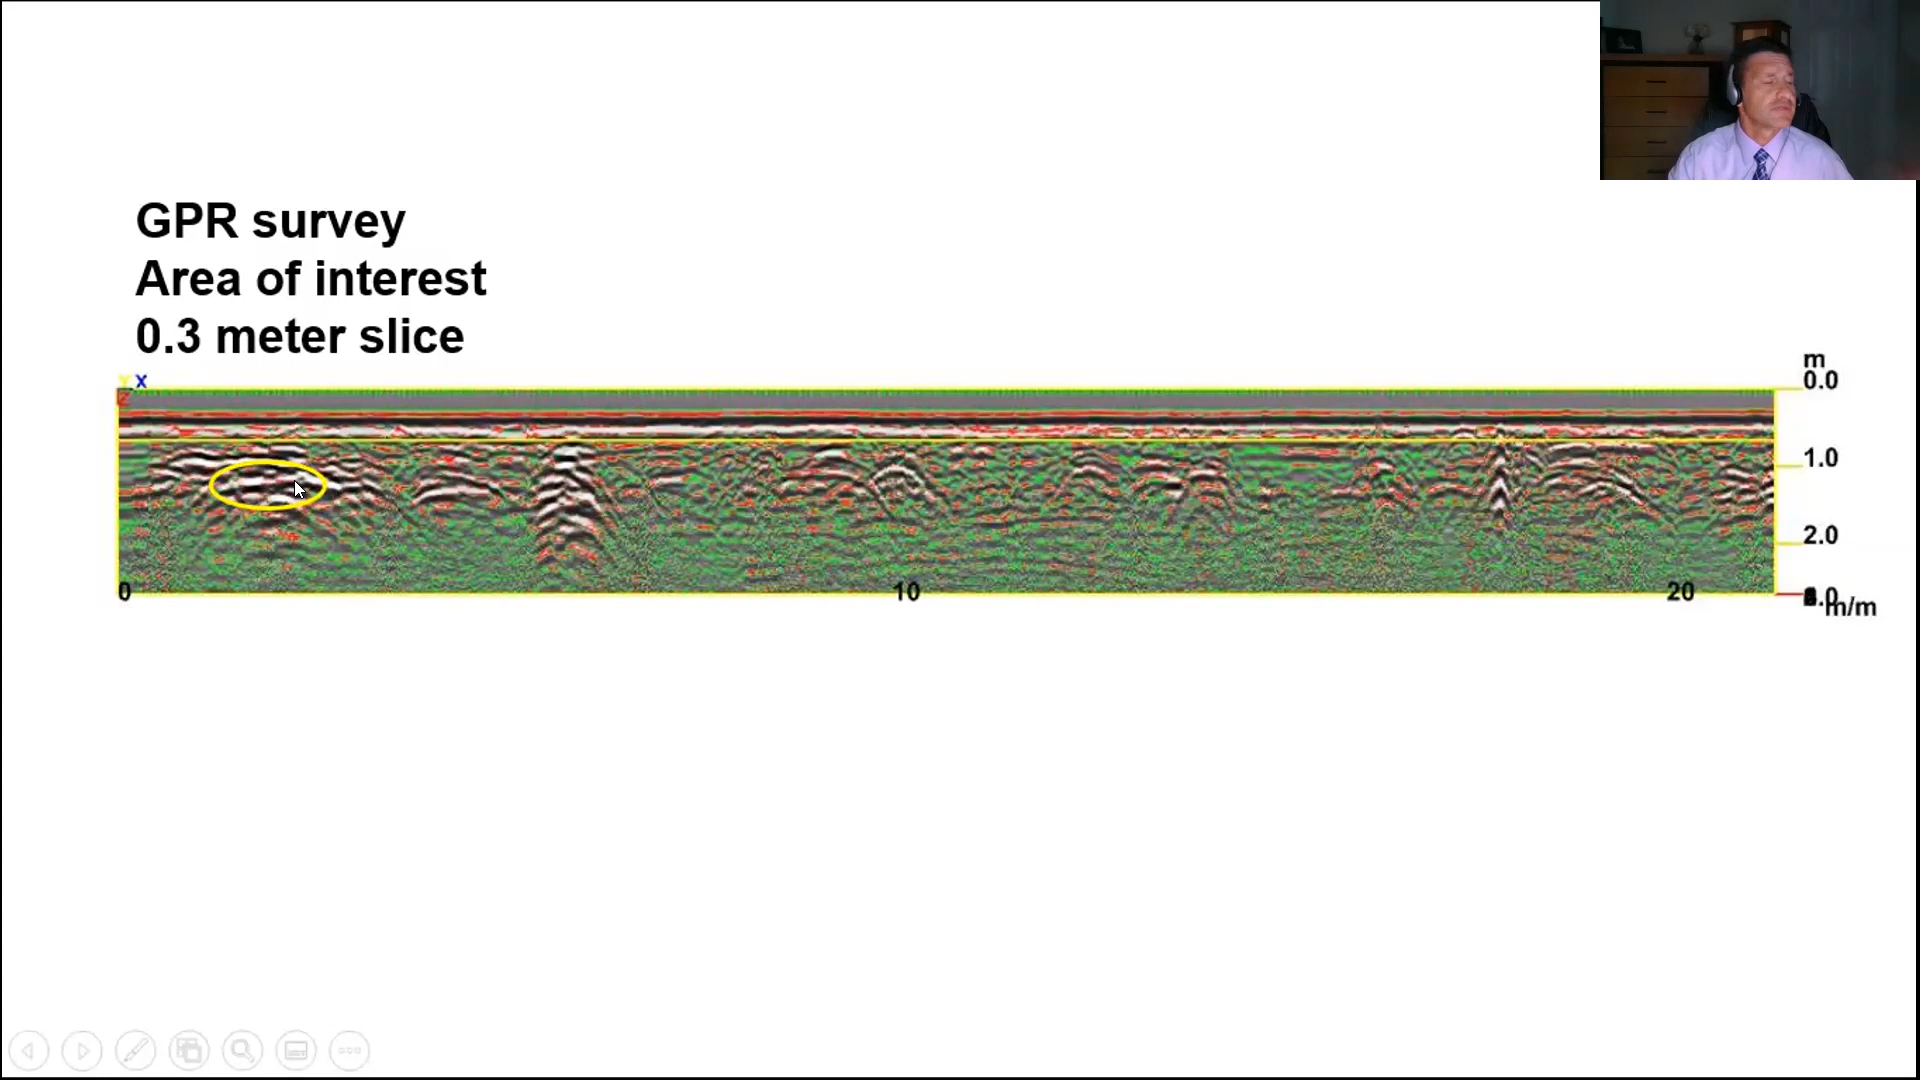 GPR survey
Area of interest
0.3 meter slice
X
Z
m
0.0
1.0
2.0
0
10
20
m/m